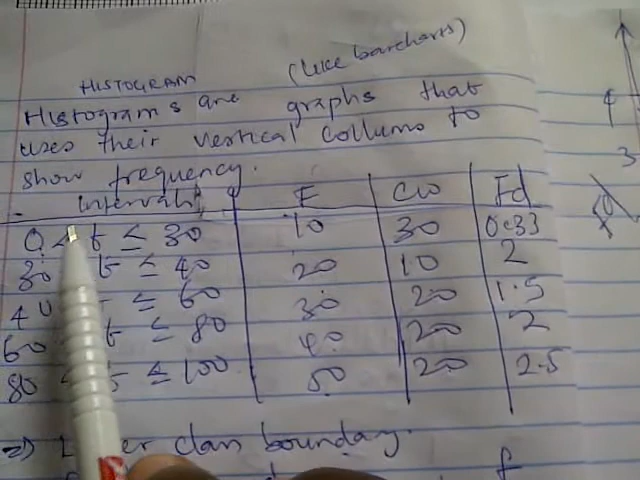 HISTOGRAM (like barcharts)
Histograms are graphs that
uses their vertical collums to
show frequency.
Intervals F CW Fd
0 < t ≤ 30 10 30 0.33
30 t ≤ 40 20 10 2
40 t ≤ 60 30 20 1.5
60 t ≤ 80 40 20 2
80 < t ≤ 100 50 20 2.5
=) er class boundary.
f
3